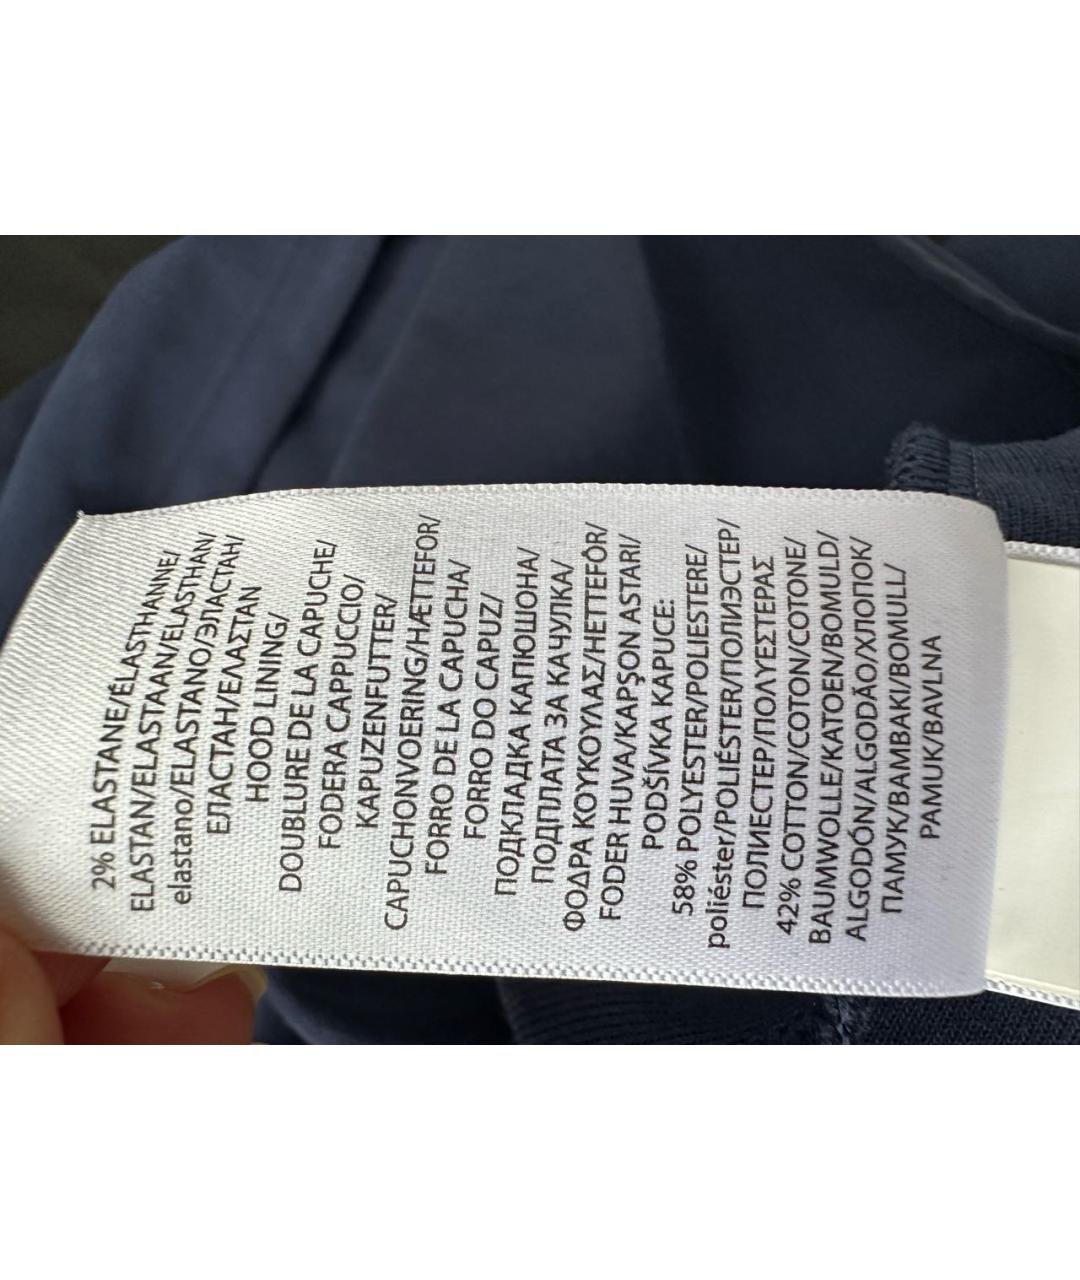 2% ELASTANE/ÉLASTHANNE/
ELASTAN/ELASTAAN/ELASTHAN/
elastano/ELASTANO/ЭЛАСТАН/
ЕЛАСТАН/ΕΛΑΣΤΑΝ
HOOD LINING/
DOUBLURE DE LA CAPUCHE/
FODERA CAPPUCCIO/
KAPUZENFUTTER/
CAPUCHONVOERING/HÆTTEFOR/
FORRO DE LA CAPUCHA/
FORRO DO CAPUZ/
ПОДКЛАДКА КАПЮШОНА/
ПОДПЛАТА ЗА КАЧУЛКА/
ΦΟΔΡΑ ΚΟΥΚΟΥΛΑΣ/HETTEFÔR/
FODER HUVA/KAPŞON ASTARI/
PODŠÍVKA KAPUCE:
58% POLYESTER/POLIESTERE/
poliéster/POLIÉSTER/ПОЛИЭСТЕР/
ПОЛИЕСТЕР/ΠΟΛΥΕΣΤΕΡΑΣ
42% COTTON/COTON/COTONE/
BAUMWOLLE/KATOEN/BOMULD/
ALGODÓN/ALGODÃO/ХЛОПОК/
ПАМУК/ΒΑΜΒΑΚΙ/BOMULL/
PAMUK/BAVLNA